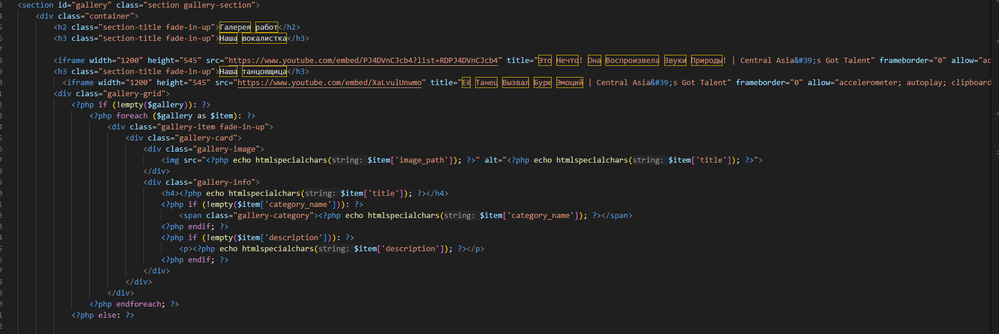 <section id="gallery" class="section gallery-section">
<div class="container">
<h2 class="section-title fade-in-up">Галерея работ</h2>
<h3 class="section-title fade-in-up">Наша вокалистка</h3>
<iframe width="1200" height="545" src="https://www.youtube.com/embed/PJ4DVnCJcb4?list=RDPJ4DVnCJcb4" title="Это Нечто! Она Воспроизвела Звуки Природы! | Central Asia&#39;s Got Talent" frameborder="0" allow="ac
<h3 class="section-title fade-in-up">Наша танцовщица</h3>
<iframe width="1200" height="545" src="https://www.youtube.com/embed/XaLvulUnwmo" title="Её Танец Вызвал Бурю Эмоций | Central Asia&#39;s Got Talent" frameborder="0" allow="accelerometer; autoplay; clipboard
<div class="gallery-grid">
<?php if (!empty($gallery)): ?>
<?php foreach ($gallery as $item): ?>
<div class="gallery-item fade-in-up">
<div class="gallery-card">
<div class="gallery-image">
<img src="<?php echo htmlspecialchars(string: $item['image_path']); ?>" alt="<?php echo htmlspecialchars(string: $item['title']); ?>">
</div>
<div class="gallery-info">
<h4><?php echo htmlspecialchars(string: $item['title']); ?></h4>
<?php if (!empty($item['category_name'])): ?>
<span class="gallery-category"><?php echo htmlspecialchars(string: $item['category_name']); ?></span>
<?php endif; ?>
<?php if (!empty($item['description'])): ?>
<p><?php echo htmlspecialchars(string: $item['description']); ?></p>
<?php endif; ?>
</div>
</div>
</div>
<?php endforeach; ?>
<?php else: ?>